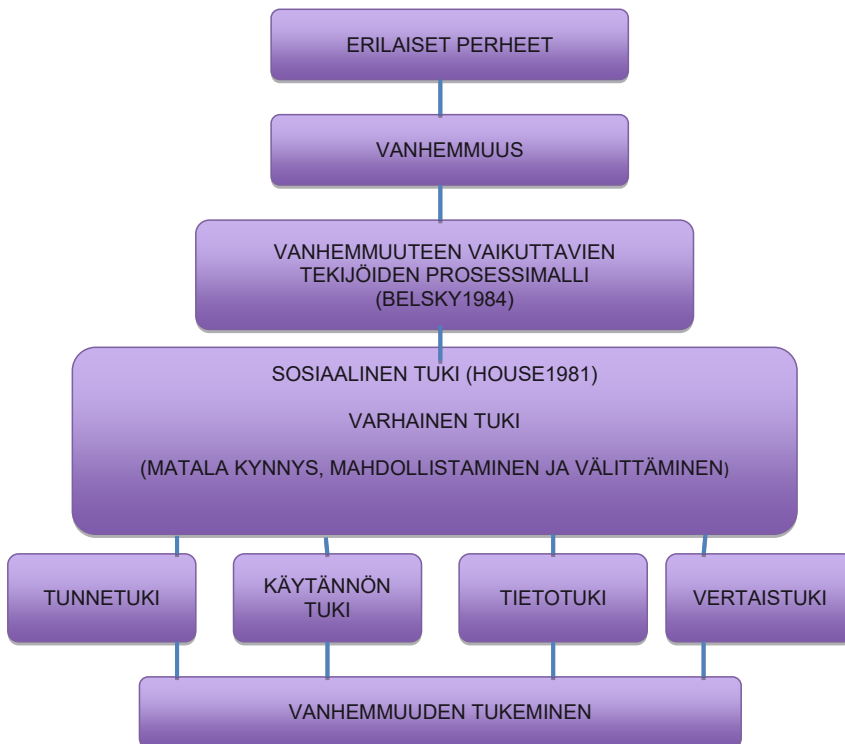 ERILAISET PERHEET
VANHEMMUUS
VANHEMMUUTEEN VAIKUTTAVIEN
TEKIJÖIDEN PROSESSIMALLI
(BELSKY1984)
SOSIAALINEN TUKI (HOUSE1981)
VARHAINEN TUKI
(MATALA KYNNYS, MAHDOLLISTAMINEN JA VÄLITTÄMINEN)
TUNNETUKI
KÄYTÄNNÖN
TUKI
TIETOTUKI
VERTAISTUKI
VANHEMMUUDEN TUKEMINEN